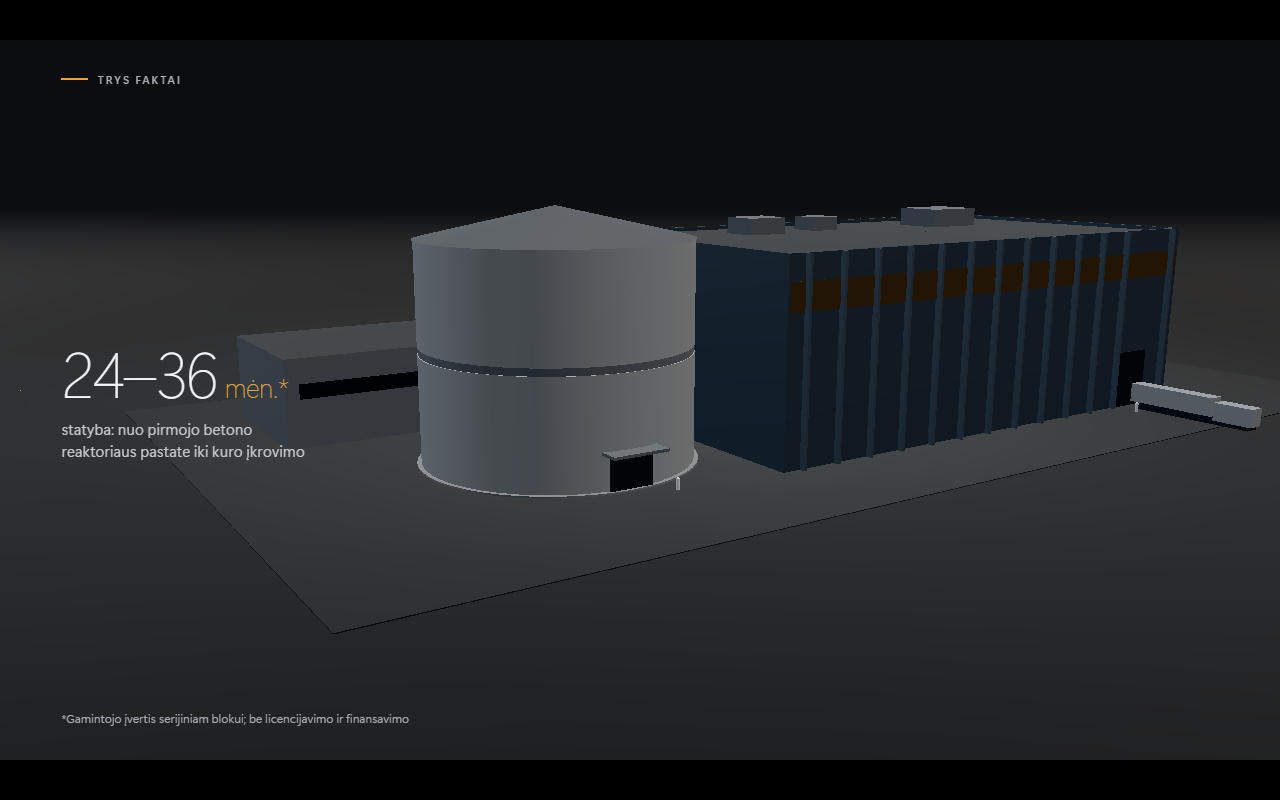 TRYS FAKTAI
24–36 mėn.*
statyba: nuo pirmojo betono
reaktoriaus pastate iki kuro įkrovimo
*Gamintojo įvertis serijiniam blokui; be licencijavimo ir finansavimo